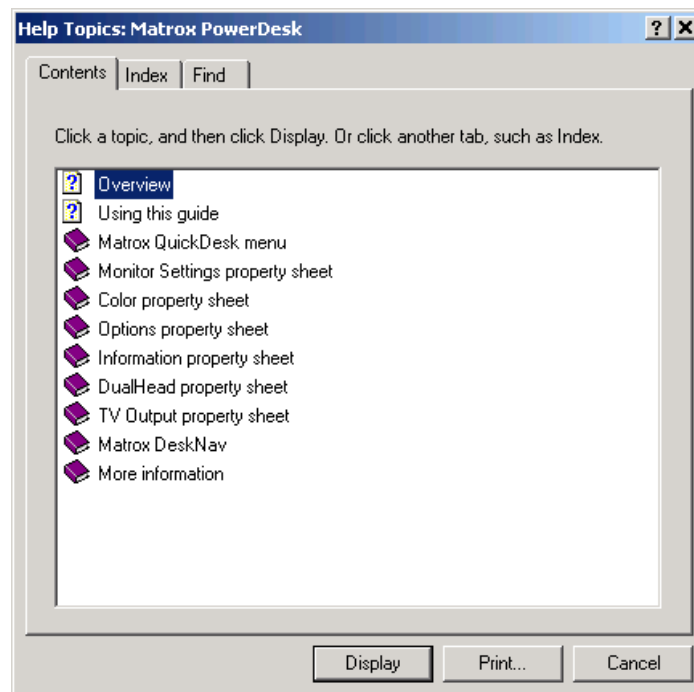 Help Topics: Matrox PowerDesk
Contents Index Find
Click a topic, and then click Display. Or click another tab, such as Index.
Overview
Using this guide
Matrox QuickDesk menu
Monitor Settings property sheet
Color property sheet
Options property sheet
Information property sheet
DualHead property sheet
TV Output property sheet
Matrox DeskNav
More information
Display Print... Cancel